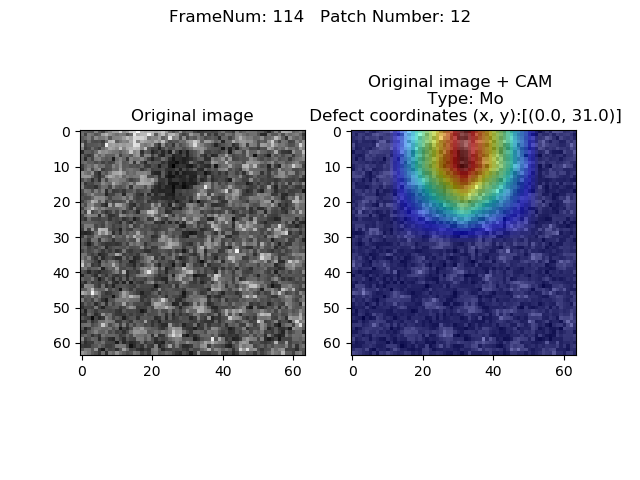 FrameNum: 114   Patch Number: 12
Original image
Original image + CAM
Type: Mo
Defect coordinates (x, y):[(0.0, 31.0)]
0
10
20
30
40
50
60
0 20 40 60
0
10
20
30
40
50
60
0 20 40 60